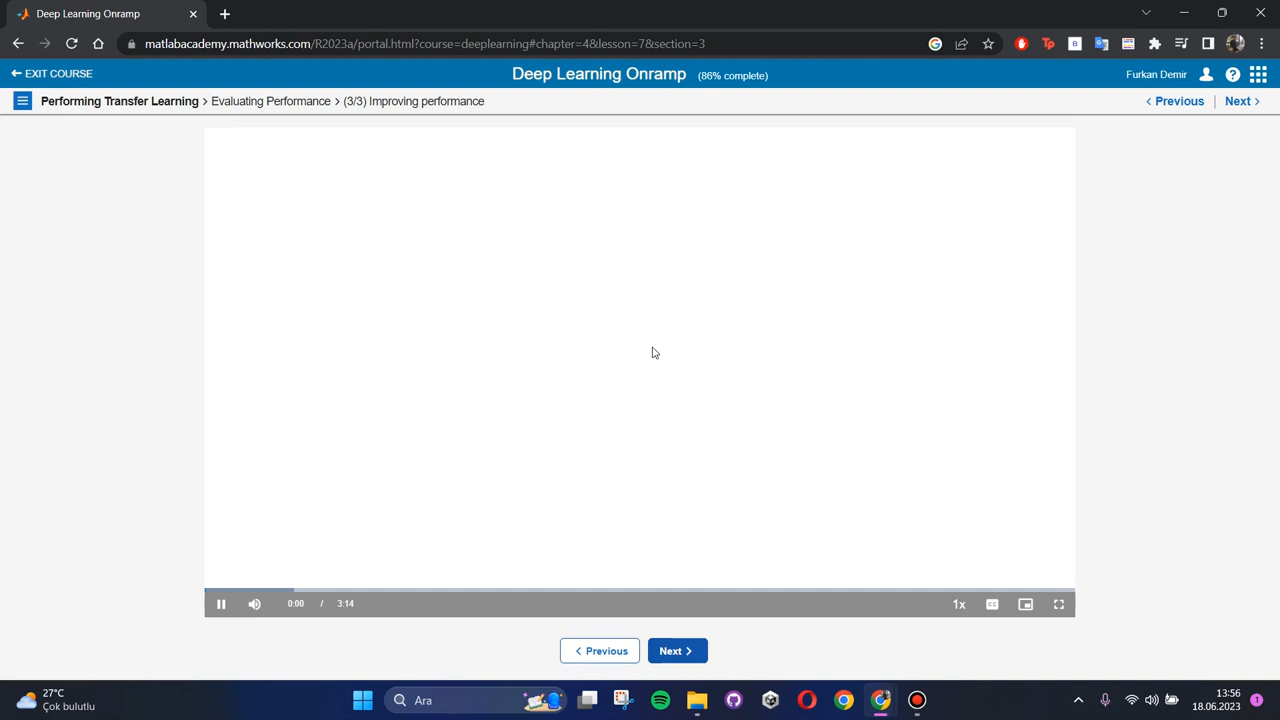 Deep Learning Onramp
matlabacademy.mathworks.com/R2023a/portal.html?course=deeplearning#chapter=4&lesson=7&section=3
EXIT COURSE
Deep Learning Onramp (86% complete)
Furkan Demir
Performing Transfer Learning > Evaluating Performance > (3/3) Improving performance
Previous
Next
0:00 / 3:14
1x
CC
Previous
Next
27°C
Çok bulutlu
Ara
13:56
18.06.2023
1